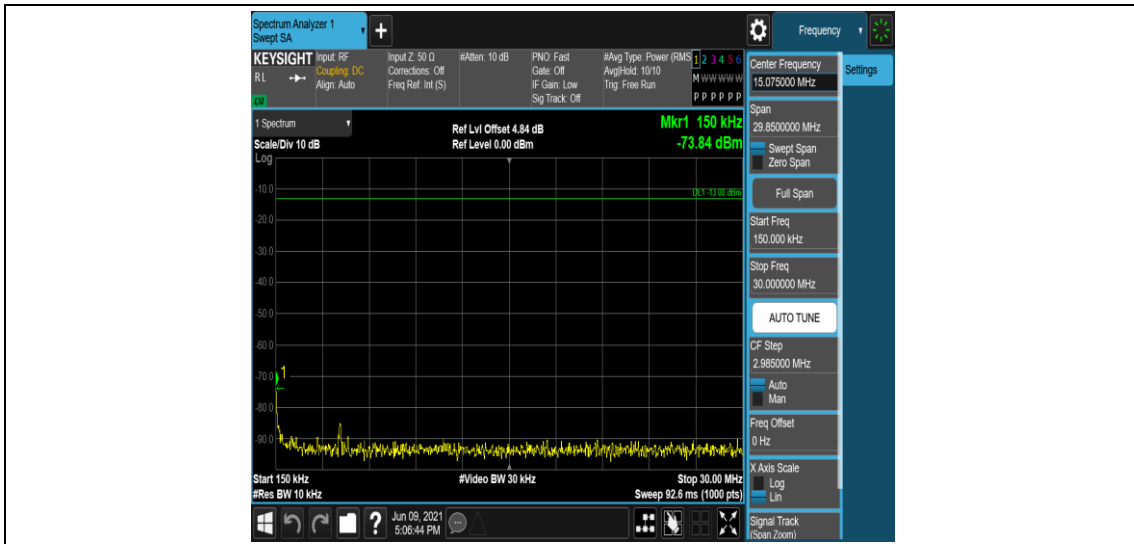 Spectrum Analyzer 1
Swept SA
Frequency
KEYSIGHT
RL
LXI
Input: RF
Coupling: DC
Align: Auto
Input Z: 50 Ω
Corrections: Off
Freq Ref: Int (S)
#Atten: 10 dB
PNO: Fast
Gate: Off
IF Gain: Low
Sig Track: Off
#Avg Type: Power (RMS
Avg|Hold: 10/10
Trig: Free Run
1 2 3 4 5 6
M W W W W W
P P P P P P
1 Spectrum
Scale/Div 10 dB
Ref Lvl Offset 4.84 dB
Ref Level 0.00 dBm
Mkr1 150 kHz
-73.84 dBm
Log
DL1 -13.00 dBm
-10.0
-20.0
-30.0
-40.0
-50.0
-60.0
-70.0
1
-80.0
-90.0
Start 150 kHz
#Video BW 30 kHz
Stop 30.00 MHz
#Res BW 10 kHz
Sweep 92.6 ms (1000 pts)
?
Jun 09, 2021
5:06:44 PM
Center Frequency
15.075000 MHz
Settings
Span
29.8500000 MHz
Swept Span
Zero Span
Full Span
Start Freq
150.000 kHz
Stop Freq
30.000000 MHz
AUTO TUNE
CF Step
2.985000 MHz
Auto
Man
Freq Offset
0 Hz
X Axis Scale
Log
Lin
Signal Track
(Span Zoom)